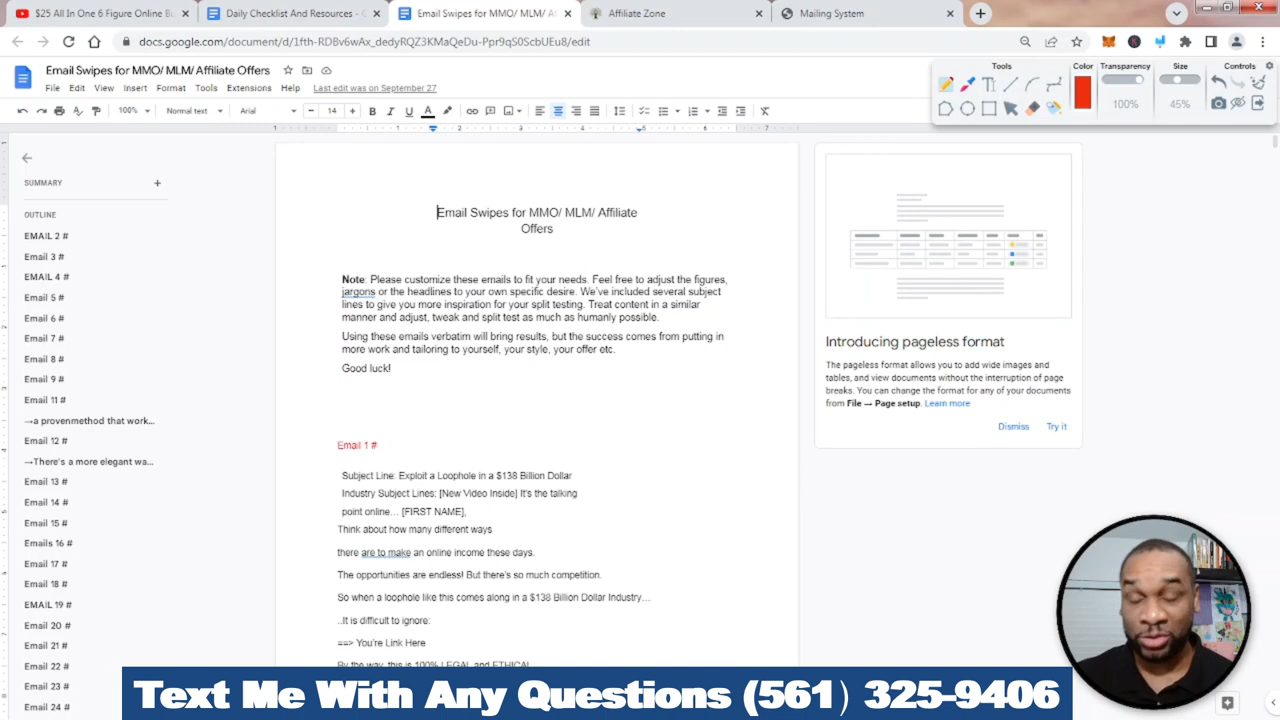 $25 All In One 6 Figure Online Bu
Daily Checklist And Resources - G
Email Swipes for MMO/ MLM/ Af
Affiliate Zone
Mailing System
docs.google.com/document/d/1fth-RDBv6wAx_dedyRQZ3KMaQeDu-Ppr9qS0ScbUEu8/edit
Email Swipes for MMO/ MLM/Affiliate Offers
File Edit View Insert Format Tools Extensions Help
Last edit was on September 27
Tools Color Transparency Size Controls
100% 45%
100% Normal text Arial 14
SUMMARY
OUTLINE
EMAIL 2 #
Email 3 #
EMAIL 4 #
Email 5 #
Email 6 #
Email 7 #
Email 8 #
Email 9 #
Email 11 #
→a provenmethod that work...
Email 12 #
→There's a more elegant wa...
Email 13 #
Email 14 #
Email 15 #
Emails 16 #
Email 17 #
Email 18 #
EMAIL 19 #
Email 20 #
Email 21 #
Email 22 #
Email 23 #
Email 24 #
Email Swipes for MMO/ MLM/ Affiliate
Offers
Note: Please customize these emails to fit your needs. Feel free to adjust the figures,
jargons or the headlines to your own specific desire. We've included several subject
lines to give you more inspiration for your split testing. Treat content in a similar
manner and adjust, tweak and split test as much as humanly possible.
Using these emails verbatim will bring results, but the success comes from putting in
more work and tailoring to yourself, your style, your offer etc.
Good luck!
Email 1 #
Subject Line: Exploit a Loophole in a $138 Billion Dollar
Industry Subject Lines: [New Video Inside] It's the talking
point online… [FIRST NAME],
Think about how many different ways
there are to make an online income these days.
The opportunities are endless! But there's so much competition.
So when a loophole like this comes along in a $138 Billion Dollar Industry…
..It is difficult to ignore:
==> You're Link Here
By the way, this is 100% LEGAL and ETHICAL
Introducing pageless format
The pageless format allows you to add wide images and
tables, and view documents without the interruption of page
breaks. You can change the format for any of your documents
from File → Page setup. Learn more
Dismiss Try it
Text Me With Any Questions (561) 325-9406